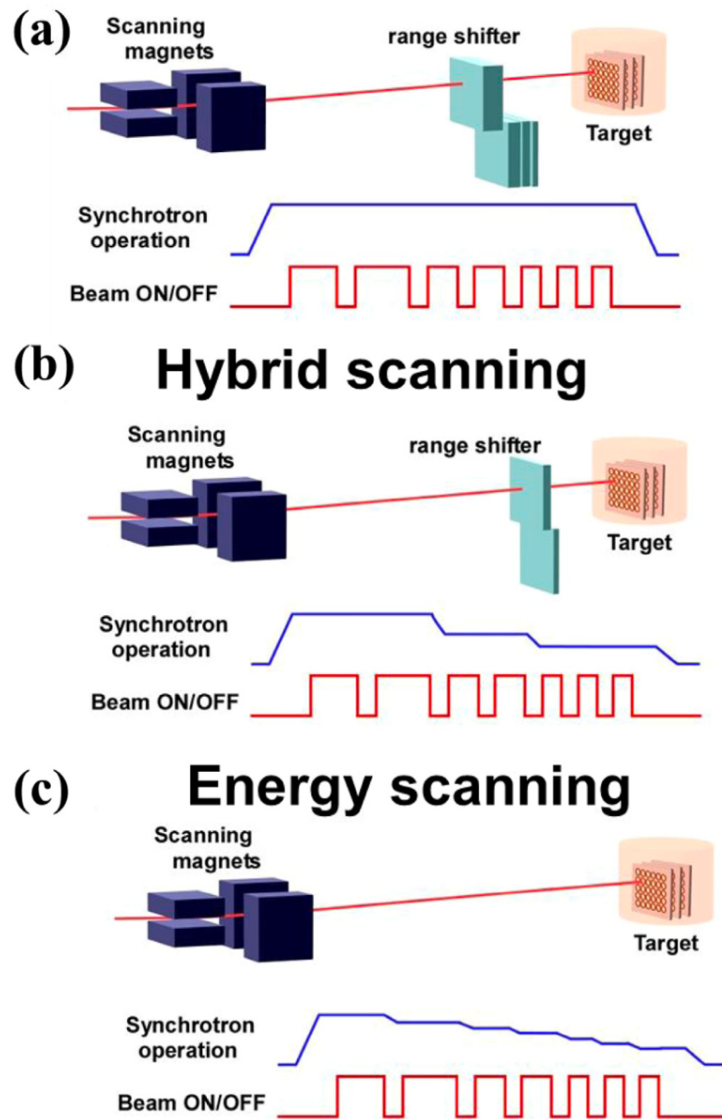 (a)
Scanning
magnets
range shifter
Target
Synchrotron
operation
Beam ON/OFF
(b) Hybrid scanning
Scanning
magnets
range shifter
Target
Synchrotron
operation
Beam ON/OFF
(c) Energy scanning
Scanning
magnets
Target
Synchrotron
operation
Beam ON/OFF